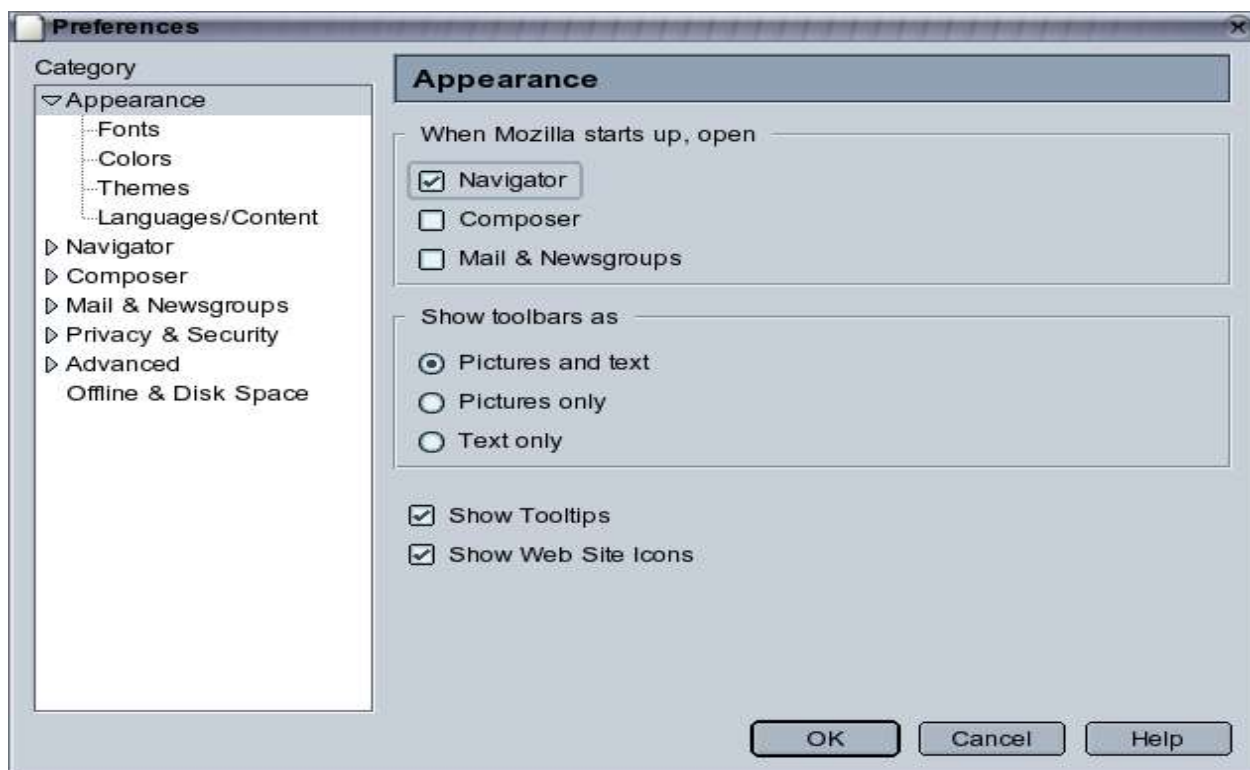 Preferences
Category
Appearance
Fonts
Colors
Themes
Languages/Content
Navigator
Composer
Mail & Newsgroups
Privacy & Security
Advanced
Offline & Disk Space
Appearance
When Mozilla starts up, open
Navigator
Composer
Mail & Newsgroups
Show toolbars as
Pictures and text
Pictures only
Text only
Show Tooltips
Show Web Site Icons
OK
Cancel
Help